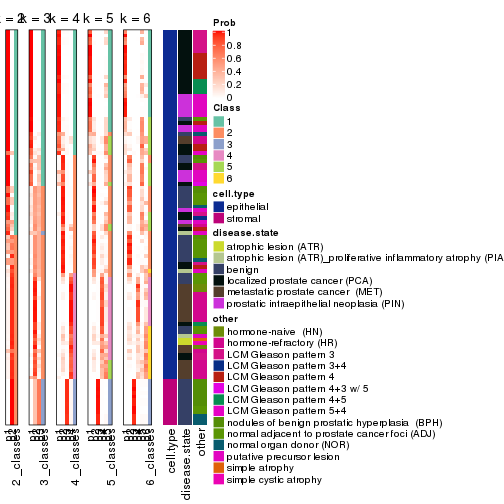 k = 2 k = 3 k = 4 k = 5 k = 6
Prob
1
0.8
0.6
0.4
0.2
0
Class
1
2
3
4
5
6
cell.type
epithelial
stromal
disease.state
atrophic lesion (ATR)
atrophic lesion (ATR)_proliferative inflammatory atrophy (PIA
benign
localized prostate cancer (PCA)
metastatic prostate cancer (MET)
prostatic intraepithelial neoplasia (PIN)
other
hormone-naive (HN)
hormone-refractory (HR)
LCM Gleason pattern 3
LCM Gleason pattern 3+4
LCM Gleason pattern 4
LCM Gleason pattern 4+3 w/ 5
LCM Gleason pattern 4+5
LCM Gleason pattern 5+4
nodules of benign prostatic hyperplasia (BPH)
normal adjacent to prostate cancer foci (ADJ)
normal organ donor (NOR)
putative precursor lesion
simple atrophy
simple cystic atrophy
2_classes
3_classes
4_classes
5_classes
6_classes
cell.type
disease.state
other